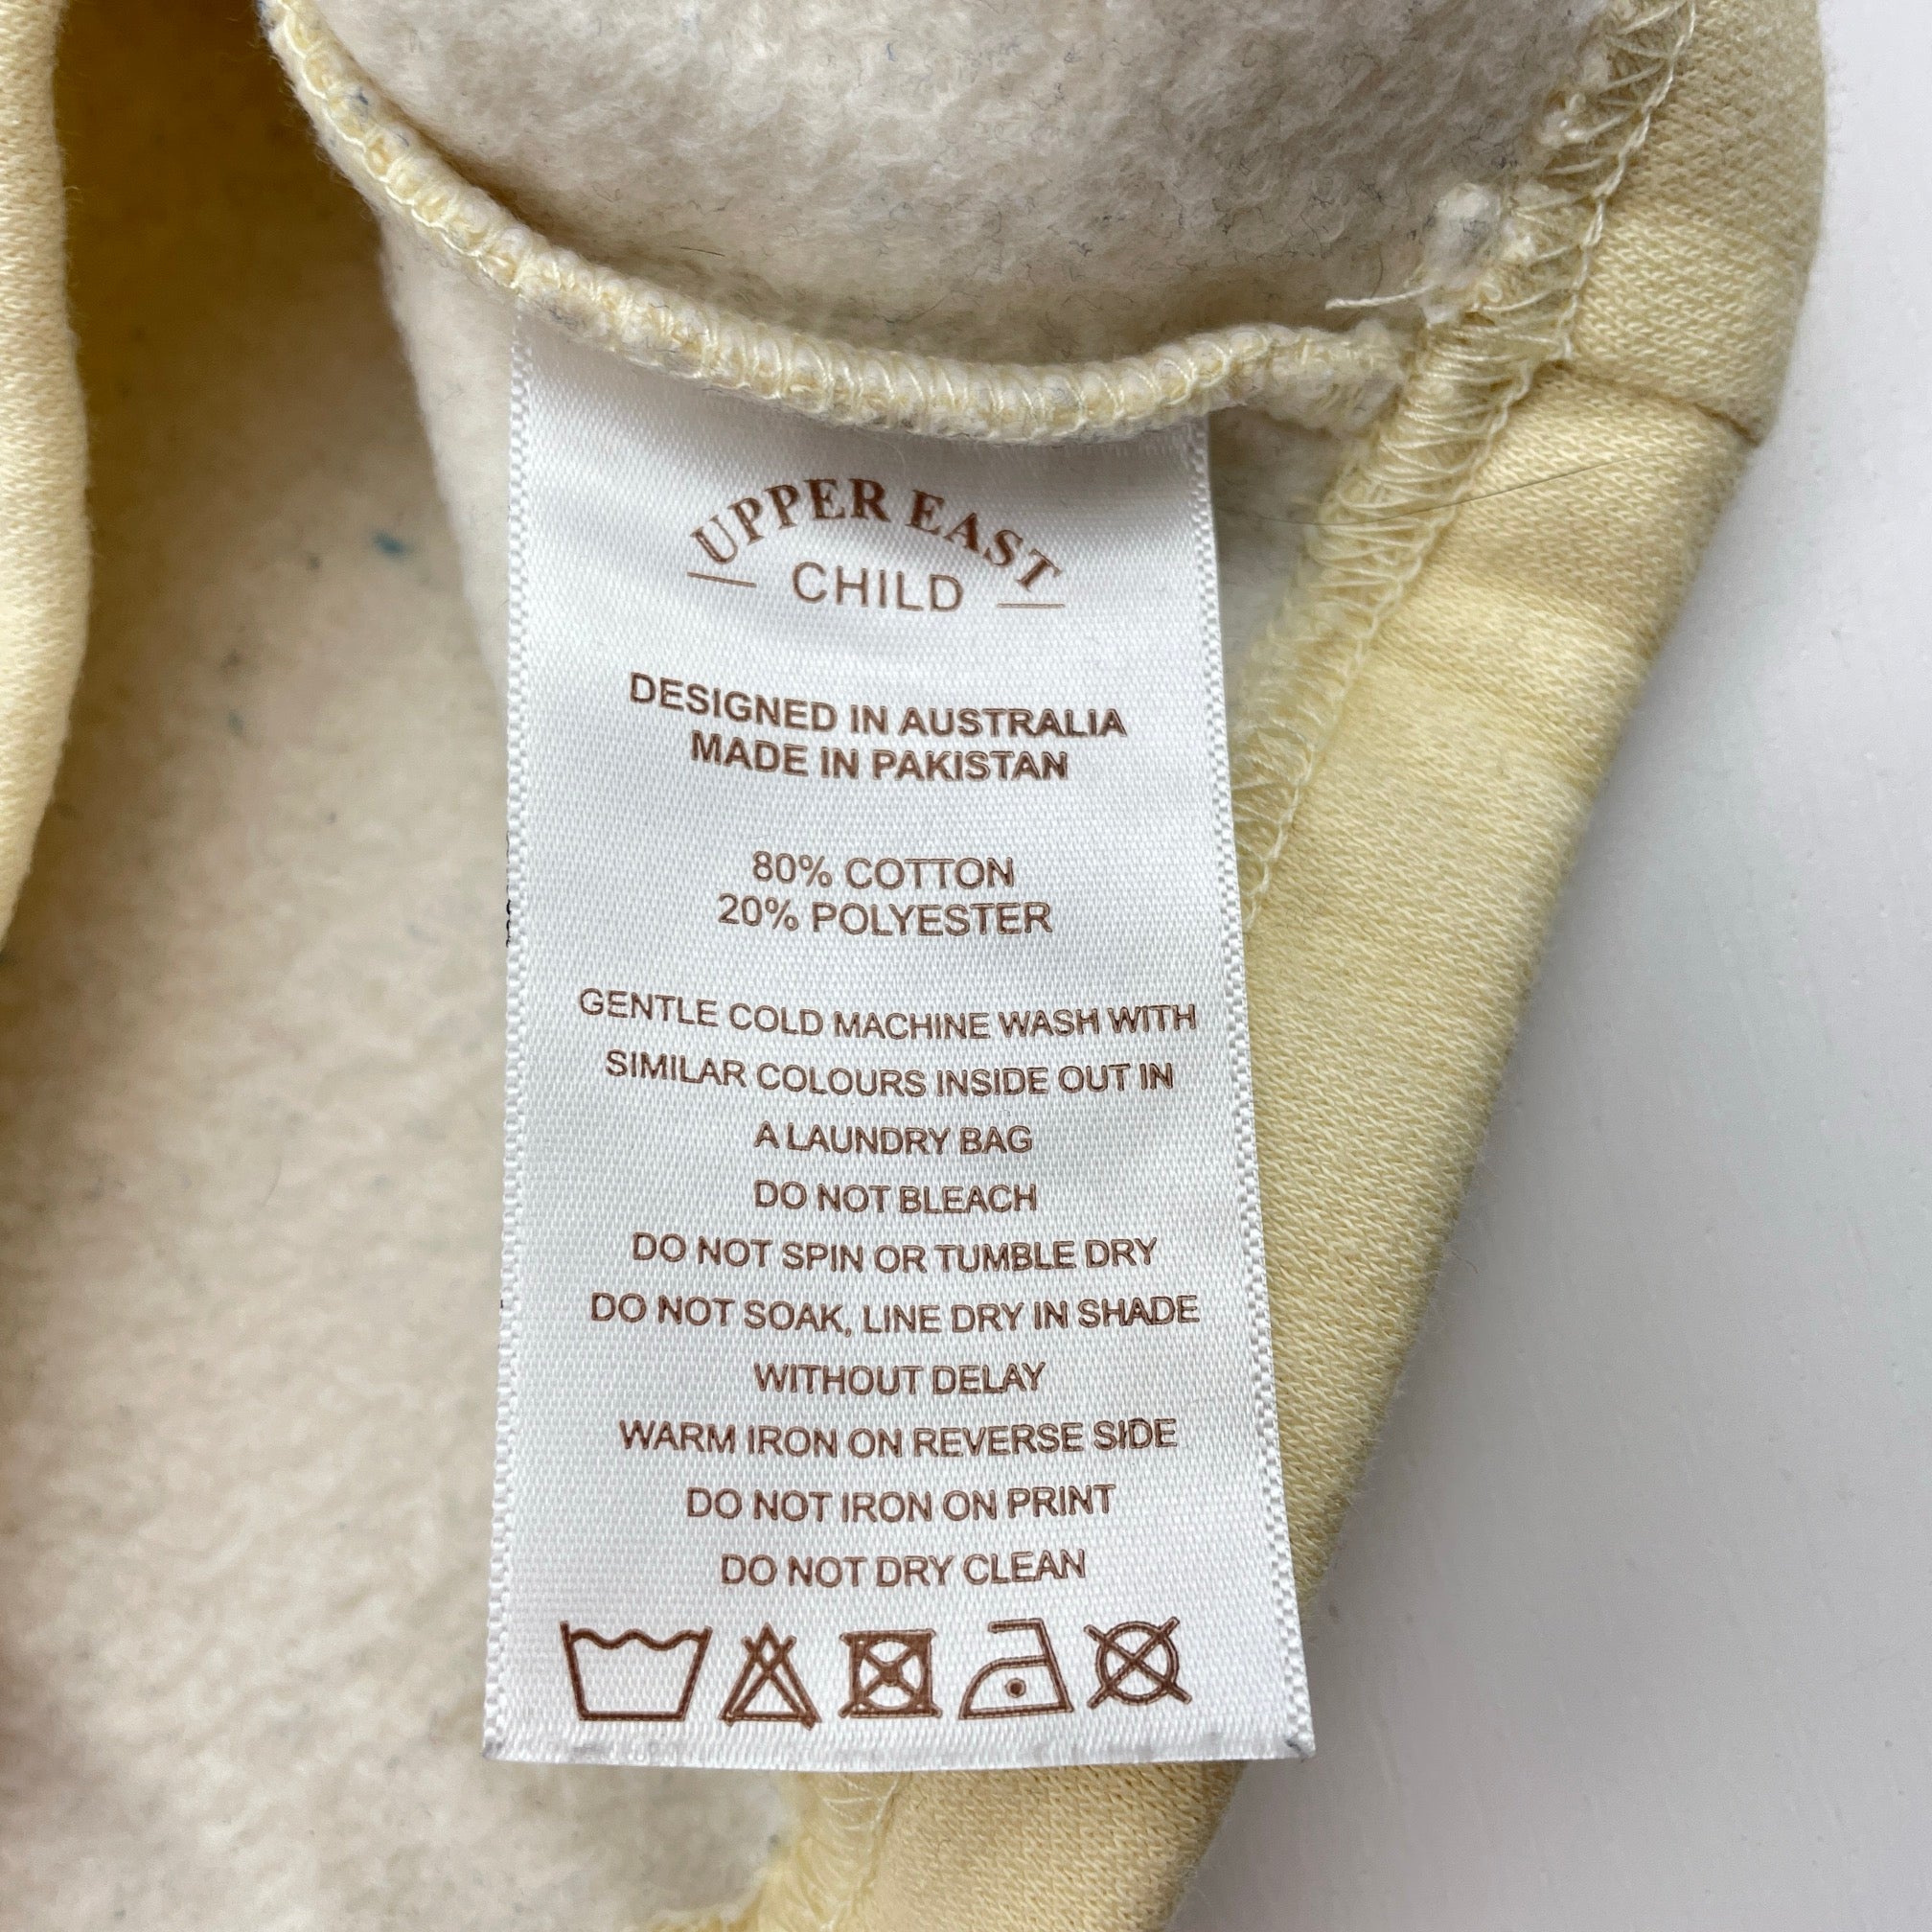 UPPER EAST
CHILD
DESIGNED IN AUSTRALIA
MADE IN PAKISTAN
80% COTTON
20% POLYESTER
GENTLE COLD MACHINE WASH WITH
SIMILAR COLOURS INSIDE OUT IN
A LAUNDRY BAG
DO NOT BLEACH
DO NOT SPIN OR TUMBLE DRY
DO NOT SOAK, LINE DRY IN SHADE
WITHOUT DELAY
WARM IRON ON REVERSE SIDE
DO NOT IRON ON PRINT
DO NOT DRY CLEAN